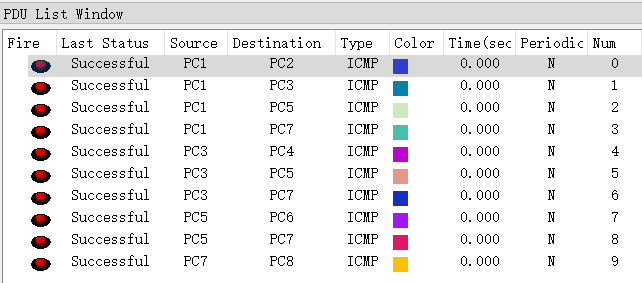 PDU List Window
Fire Last Status Source Destination Type Color Time(sec Periodic Num
Successful PC1 PC2 ICMP 0.000 N 0
Successful PC1 PC3 ICMP 0.000 N 1
Successful PC1 PC5 ICMP 0.000 N 2
Successful PC1 PC7 ICMP 0.000 N 3
Successful PC3 PC4 ICMP 0.000 N 4
Successful PC3 PC5 ICMP 0.000 N 5
Successful PC3 PC7 ICMP 0.000 N 6
Successful PC5 PC6 ICMP 0.000 N 7
Successful PC5 PC7 ICMP 0.000 N 8
Successful PC7 PC8 ICMP 0.000 N 9